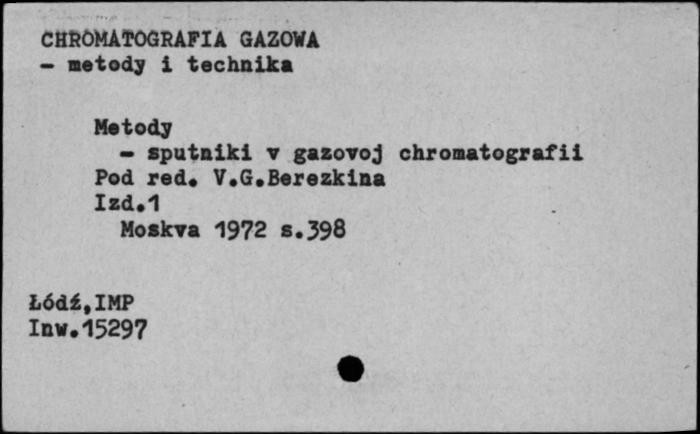 CHROMATOGRAFIA GAZOWA
- metody i technika
Metody
- sputniki v gazovoj chromatografii
Pod red. V.G.Berezkina
Izd.1
Moskva 1972 s.398
Łódź,IMP
Inw.15297